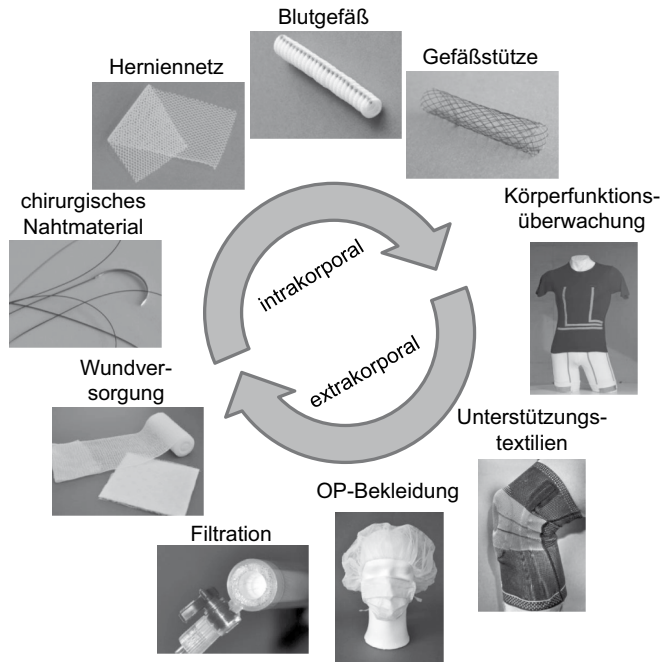 Blutgefäß
Gefäßstütze
Herniennetz
chirurgisches
Nahtmaterial
Körperfunktions-
überwachung
intrakorporal
extrakorporal
Wundver-
sorgung
Unterstützungs-
textilien
OP-Bekleidung
Filtration